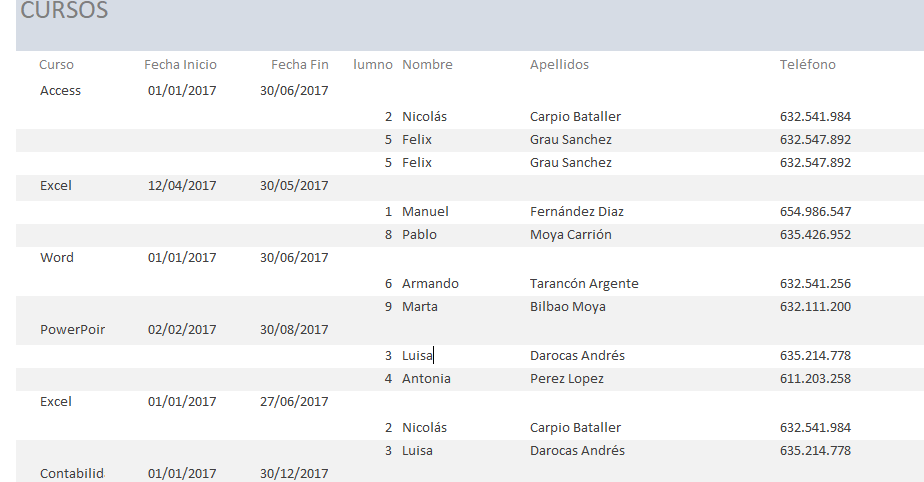 CURSOS
Curso Fecha Inicio Fecha Fin lumno Nombre Apellidos Teléfono
Access 01/01/2017 30/06/2017
2 Nicolás Carpio Bataller 632.541.984
5 Felix Grau Sanchez 632.547.892
5 Felix Grau Sanchez 632.547.892
Excel 12/04/2017 30/05/2017
1 Manuel Fernández Diaz 654.986.547
8 Pablo Moya Carrión 635.426.952
Word 01/01/2017 30/06/2017
6 Armando Tarancón Argente 632.541.256
9 Marta Bilbao Moya 632.111.200
PowerPoir 02/02/2017 30/08/2017
3 Luisa Darocas Andrés 635.214.778
4 Antonia Perez Lopez 611.203.258
Excel 01/01/2017 27/06/2017
2 Nicolás Carpio Bataller 632.541.984
3 Luisa Darocas Andrés 635.214.778
Contabilid 01/01/2017 30/12/2017